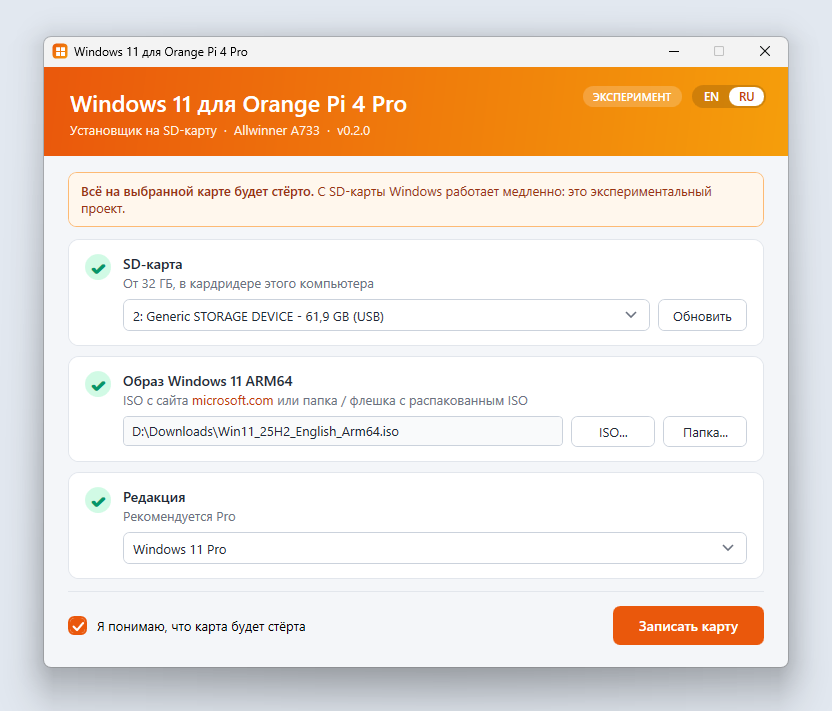 Windows 11 для Orange Pi 4 Pro
Windows 11 для Orange Pi 4 Pro
ЭКСПЕРИМЕНТ
EN RU
Установщик на SD-карту · Allwinner A733 · v0.2.0
Всё на выбранной карте будет стёрто. С SD-карты Windows работает медленно: это экспериментальный
проект.
SD-карта
От 32 ГБ, в кардридере этого компьютера
2: Generic STORAGE DEVICE - 61,9 GB (USB)
Обновить
Образ Windows 11 ARM64
ISO с сайта microsoft.com или папка / флешка с распакованным ISO
D:\Downloads\Win11_25H2_English_Arm64.iso
ISO...
Папка...
Редакция
Рекомендуется Pro
Windows 11 Pro
Я понимаю, что карта будет стёрта
Записать карту